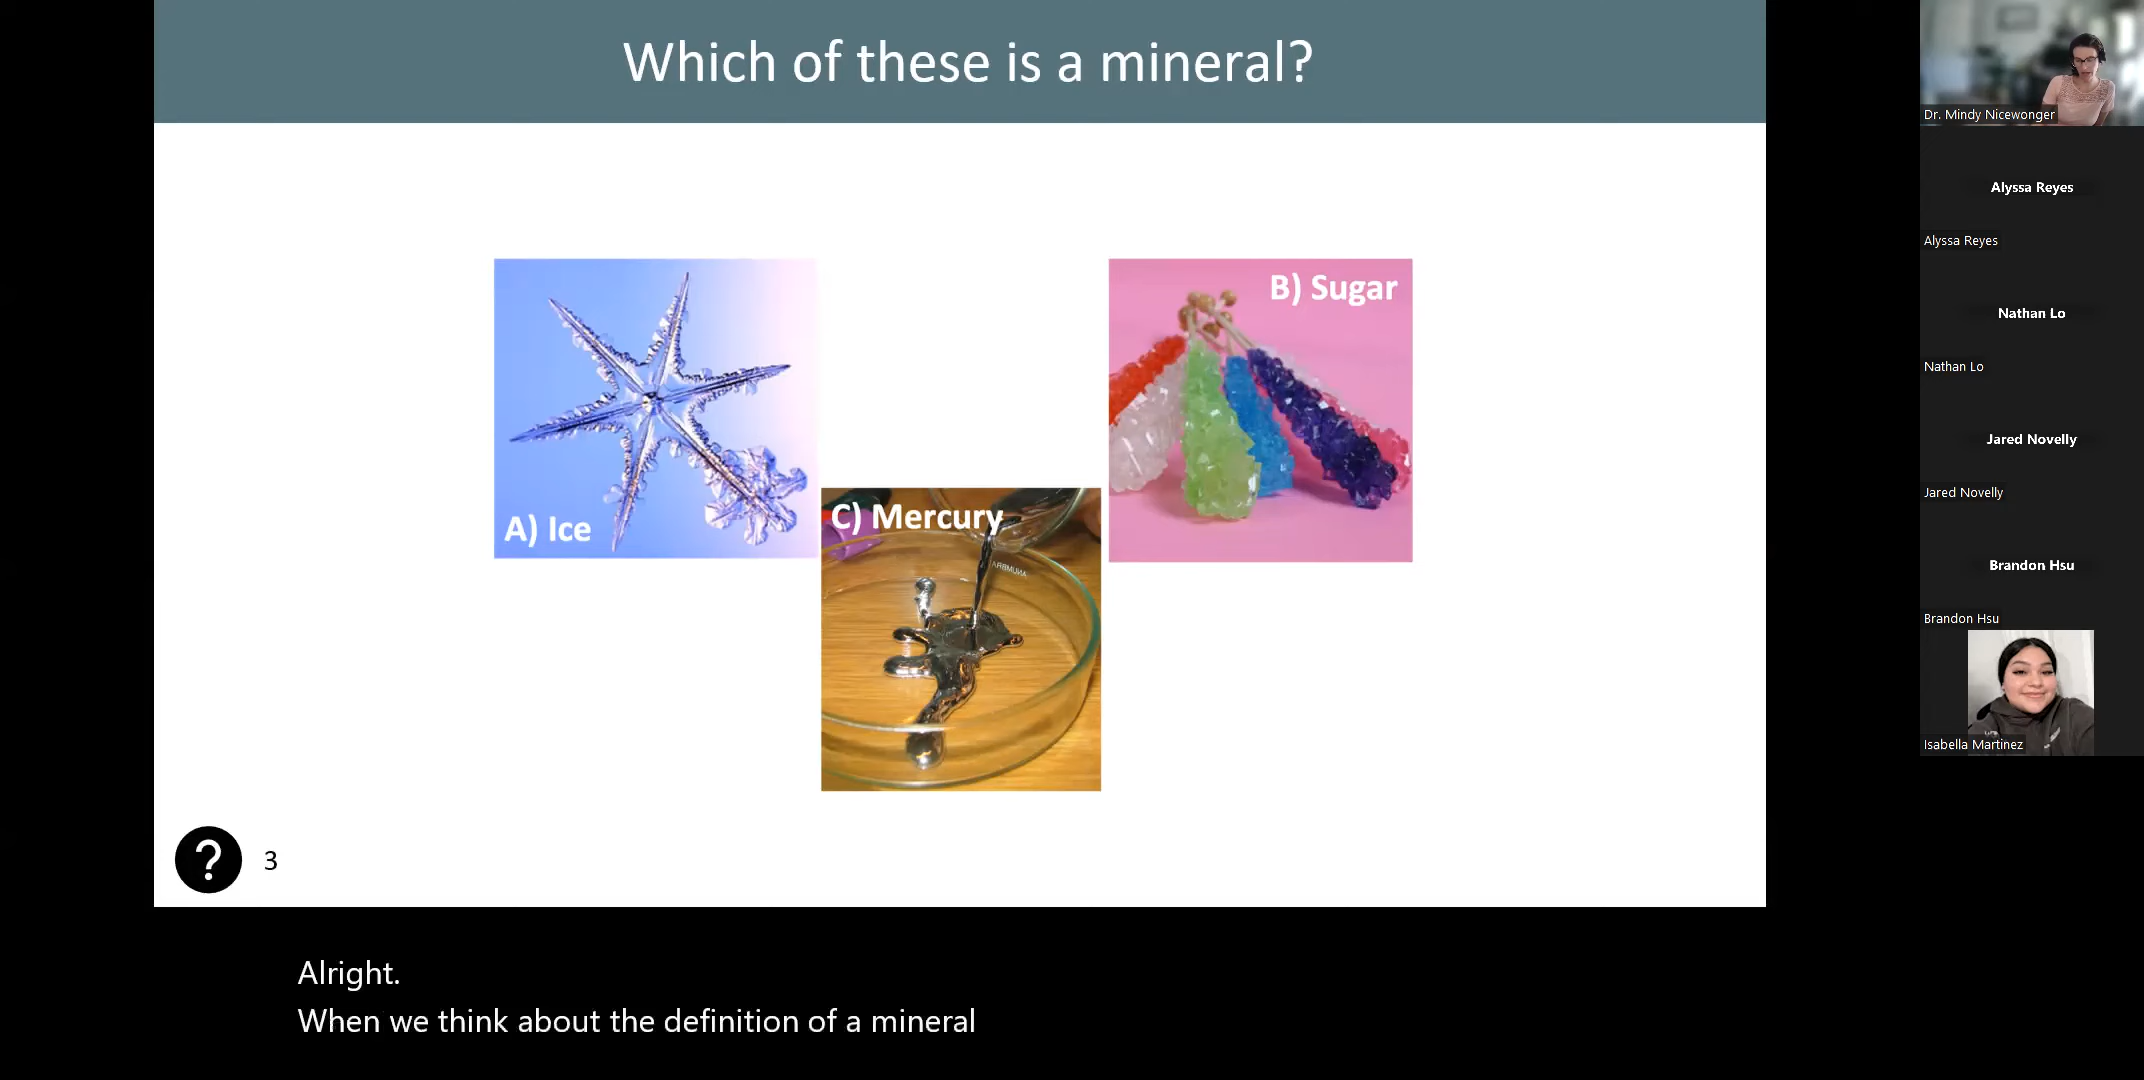 Which of these is a mineral?
A) Ice
B) Sugar
C) Mercury
3
Alright.
When we think about the definition of a mineral
Dr. Mindy Nicewonger
Alyssa Reyes
Alyssa Reyes
Nathan Lo
Nathan Lo
Jared Novelly
Jared Novelly
Brandon Hsu
Brandon Hsu
Isabella Martinez